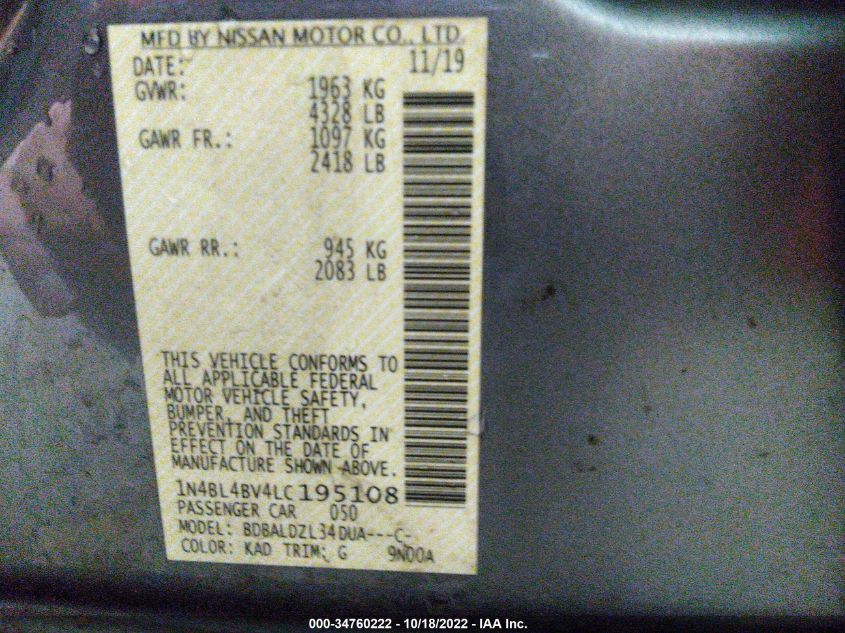 MFD BY NISSAN MOTOR CO., LTD.
DATE: 11/19
GVWR: 1963 KG
4328 LB
GAWR FR.: 1097 KG
2418 LB
GAWR RR.: 945 KG
2083 LB
THIS VEHICLE CONFORMS TO
ALL APPLICABLE FEDERAL
MOTOR VEHICLE SAFETY,
BUMPER, AND THEFT
PREVENTION STANDARDS IN
EFFECT ON THE DATE OF
MANUFACTURE SHOWN ABOVE.
1N4BL4BV4LC195108
PASSENGER CAR 050
MODEL: BDBALDZL34DUA---C-
COLOR: KAD TRIM: G 9N00A
000-34760222 - 10/18/2022 - IAA Inc.